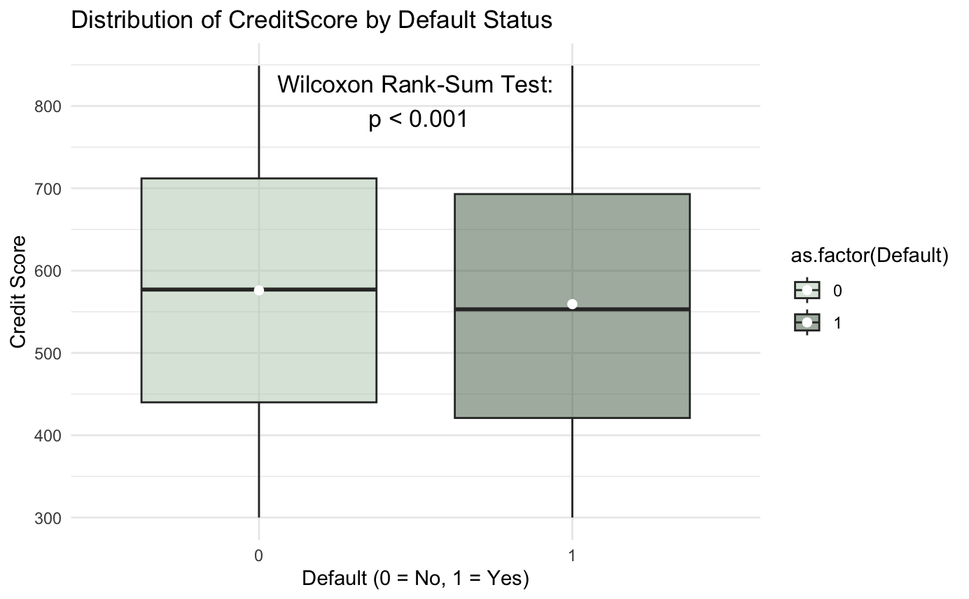 Distribution of CreditScore by Default Status
Wilcoxon Rank-Sum Test:
p < 0.001
800
700
600
500
400
300
Credit Score
0
1
Default (0 = No, 1 = Yes)
as.factor(Default)
0
1